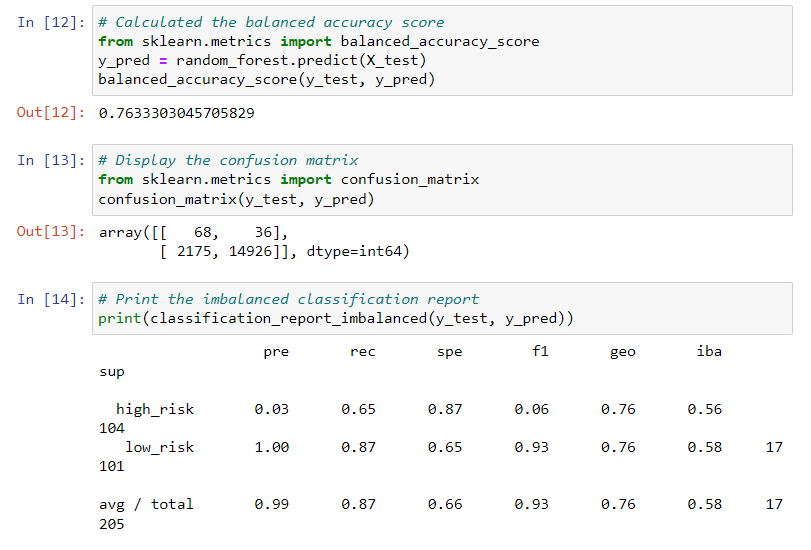 In [12]: # Calculated the balanced accuracy score
from sklearn.metrics import balanced_accuracy_score
y_pred = random_forest.predict(X_test)
balanced_accuracy_score(y_test, y_pred)
Out[12]: 0.7633303045705829
In [13]: # Display the confusion matrix
from sklearn.metrics import confusion_matrix
confusion_matrix(y_test, y_pred)
Out[13]: array([[ 68, 36],
[ 2175, 14926]], dtype=int64)
In [14]: # Print the imbalanced classification report
print(classification_report_imbalanced(y_test, y_pred))
pre rec spe f1 geo iba
sup
high_risk 0.03 0.65 0.87 0.06 0.76 0.56
104
low_risk 1.00 0.87 0.65 0.93 0.76 0.58 17
101
avg / total 0.99 0.87 0.66 0.93 0.76 0.58 17
205